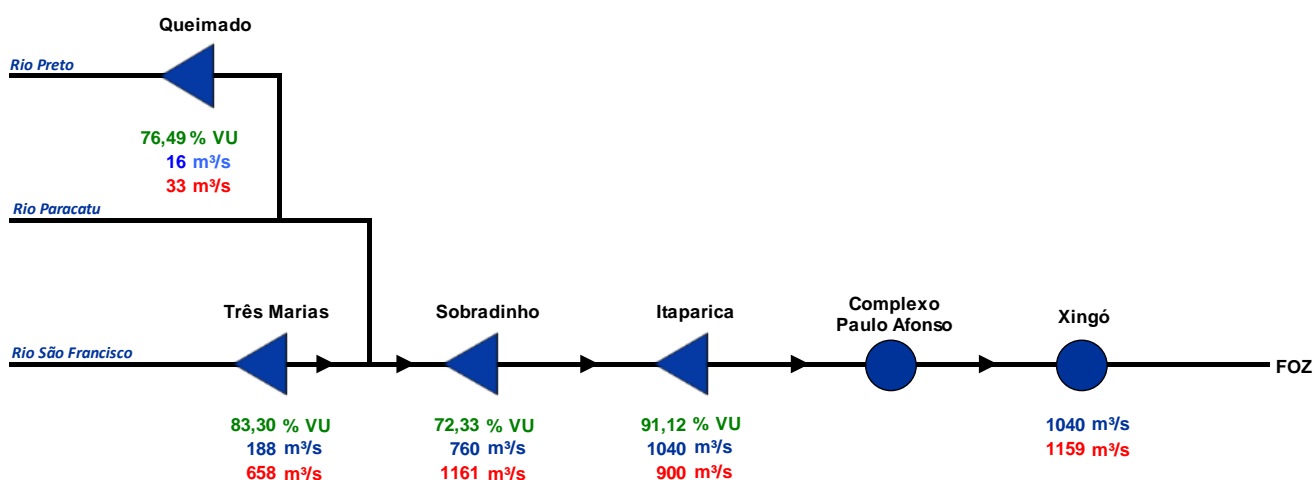 Queimado
Rio Preto
76,49 % VU
16 m³/s
33 m³/s
Rio Paracatu
Três Marias
Sobradinho
Itaparica
Complexo
Paulo Afonso
Xingó
Rio São Francisco
FOZ
83,30 % VU
188 m³/s
658 m³/s
72,33 % VU
760 m³/s
1161 m³/s
91,12 % VU
1040 m³/s
900 m³/s
1040 m³/s
1159 m³/s